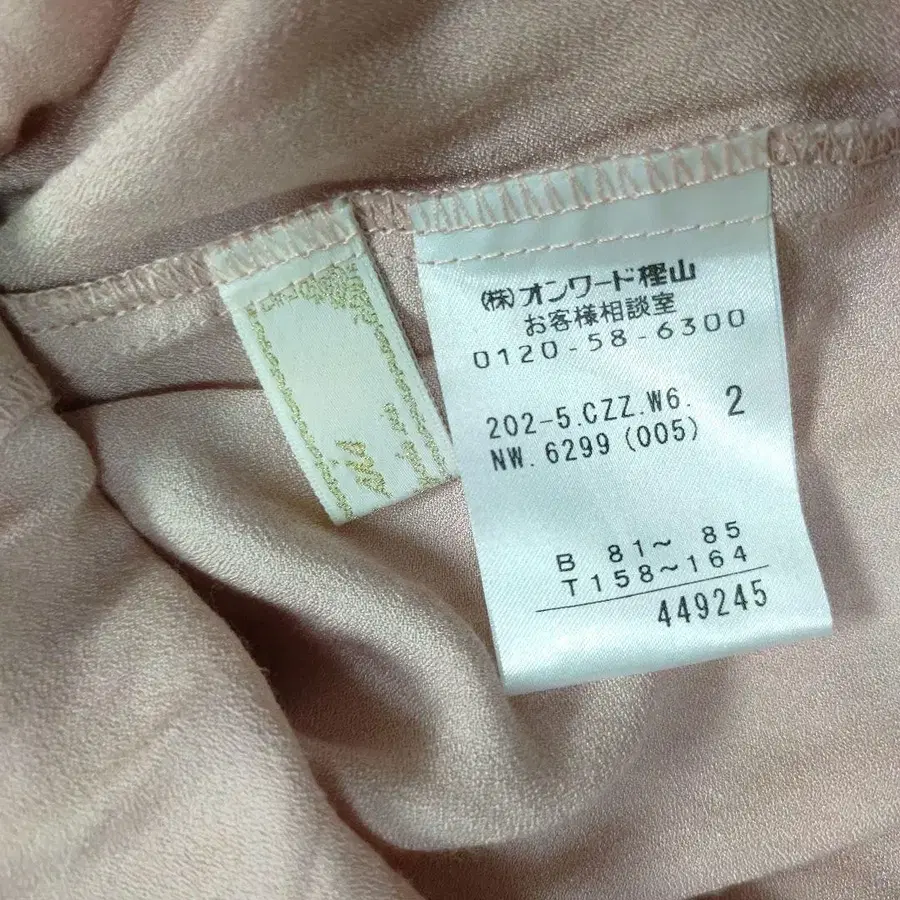 (株)オンワード樫山
お客様相談室
0120-58-6300
202-5.CZZ.W6. 2
NW.6299(005)
B 81~ 85
T158~164
449245